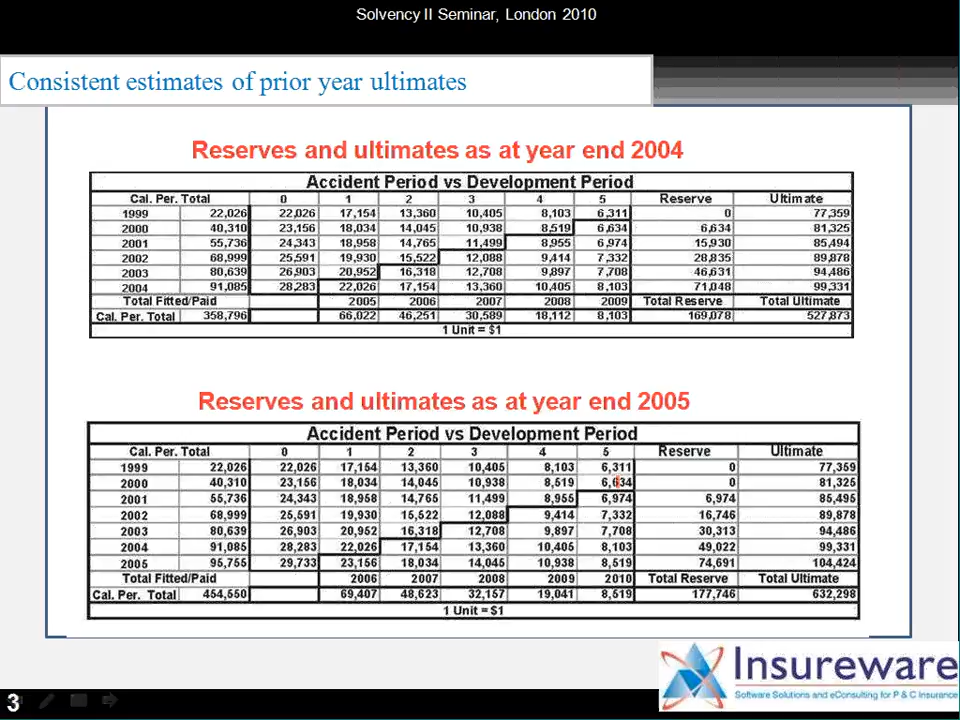 Solvency II Seminar, London 2010
Consistent estimates of prior year ultimates
Reserves and ultimates as at year end 2004
Accident Period vs Development Period
Cal. Per. Total 0 1 2 3 4 5 Reserve Ultimate
1999 22,026 22,026 17,154 13,360 10,405 8,103 6,311 0 77,359
2000 40,310 23,156 18,034 14,045 10,938 8,519 6,634 6,634 81,325
2001 55,736 24,343 18,958 14,765 11,499 8,955 6,974 15,930 85,494
2002 68,999 25,591 19,930 15,522 12,088 9,414 7,332 28,835 89,878
2003 80,639 26,903 20,952 16,318 12,708 9,897 7,708 46,631 94,486
2004 91,085 28,283 22,026 17,154 13,360 10,405 8,103 71,048 99,331
Total Fitted/Paid 2005 2006 2007 2008 2009 Total Reserve Total Ultimate
Cal. Per. Total 358,796 66,022 46,251 30,589 18,112 8,103 169,078 527,873
1 Unit = $1
Reserves and ultimates as at year end 2005
Accident Period vs Development Period
Cal. Per. Total 0 1 2 3 4 5 Reserve Ultimate
1999 22,026 22,026 17,154 13,360 10,405 8,103 6,311 0 77,359
2000 40,310 23,156 18,034 14,045 10,938 8,519 6,634 0 81,325
2001 55,736 24,343 18,958 14,765 11,499 8,955 6,974 6,974 85,495
2002 68,999 25,591 19,930 15,522 12,088 9,414 7,332 16,746 89,878
2003 80,639 26,903 20,952 16,318 12,708 9,897 7,708 30,313 94,486
2004 91,085 28,283 22,026 17,154 13,360 10,405 8,103 49,022 99,331
2005 95,755 29,733 23,156 18,034 14,045 10,938 8,519 74,691 104,424
Total Fitted/Paid 2006 2007 2008 2009 2010 Total Reserve Total Ultimate
Cal. Per. Total 454,550 69,407 48,623 32,157 19,041 8,519 177,746 632,298
1 Unit = $1
Insureware
Software Solutions and eConsulting for P & C Insurance
3